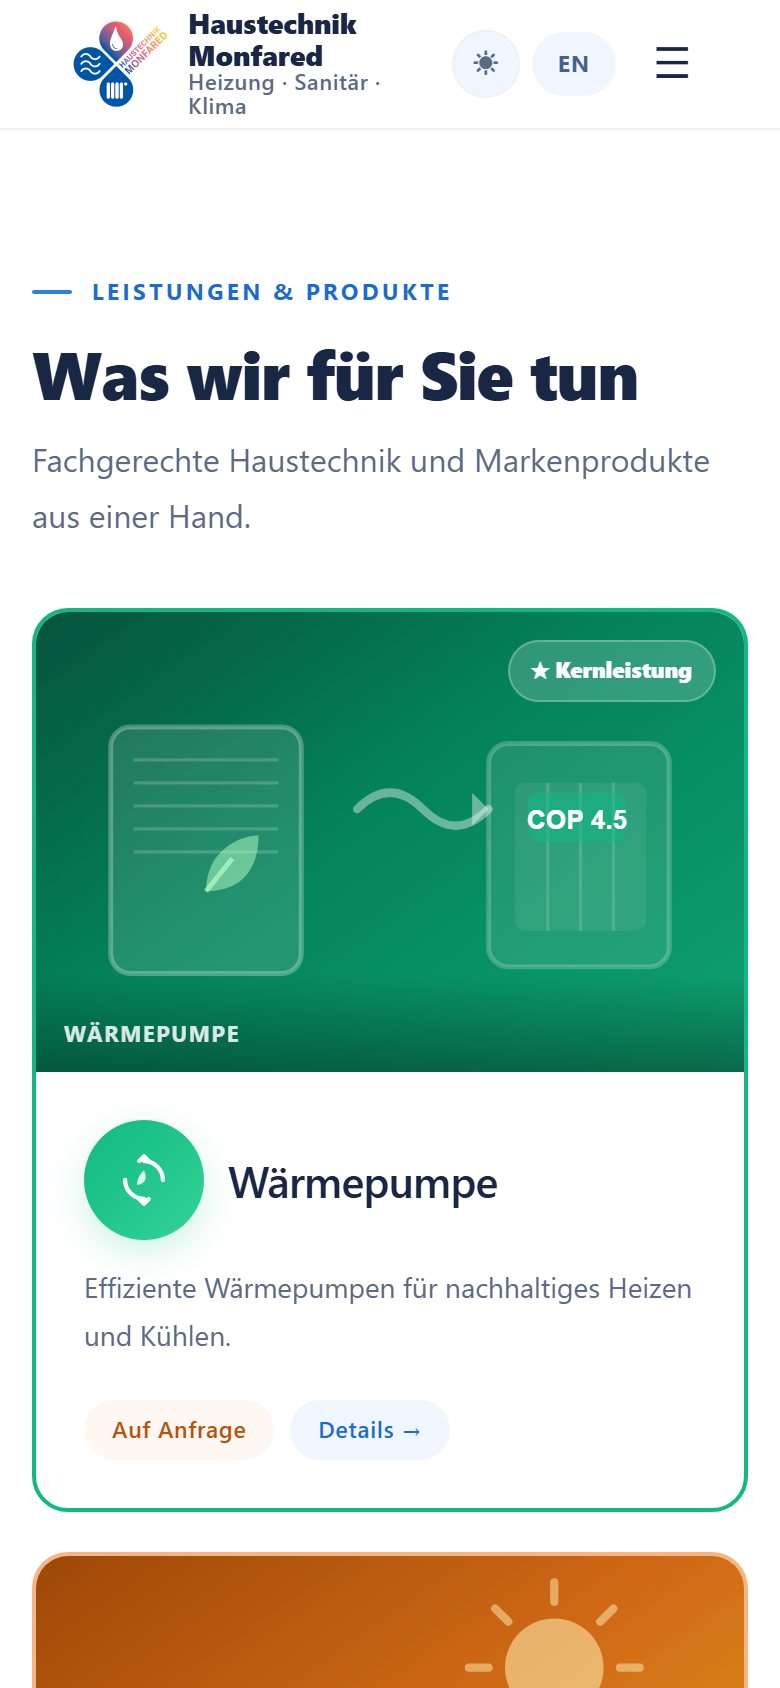 HAUSTECHNIK
MONFARED
Haustechnik
Monfared
Heizung · Sanitär ·
Klima
EN
LEISTUNGEN & PRODUKTE
Was wir für Sie tun
Fachgerechte Haustechnik und Markenprodukte
aus einer Hand.
★ Kernleistung
COP 4.5
WÄRMEPUMPE
Wärmepumpe
Effiziente Wärmepumpen für nachhaltiges Heizen
und Kühlen.
Auf Anfrage
Details →